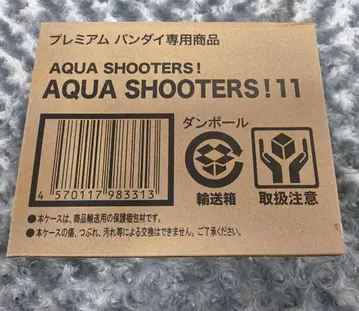 プレミアム バンダイ専用商品
AQUA SHOOTERS!
AQUA SHOOTERS!11
ダンボール
4 570117 983313
輸送箱
取扱注意
●本ケースは、商品輸送用の保護梱包材です。
●本ケースの傷、つぶれ、汚れ等による交換はできません。ご了承ください。